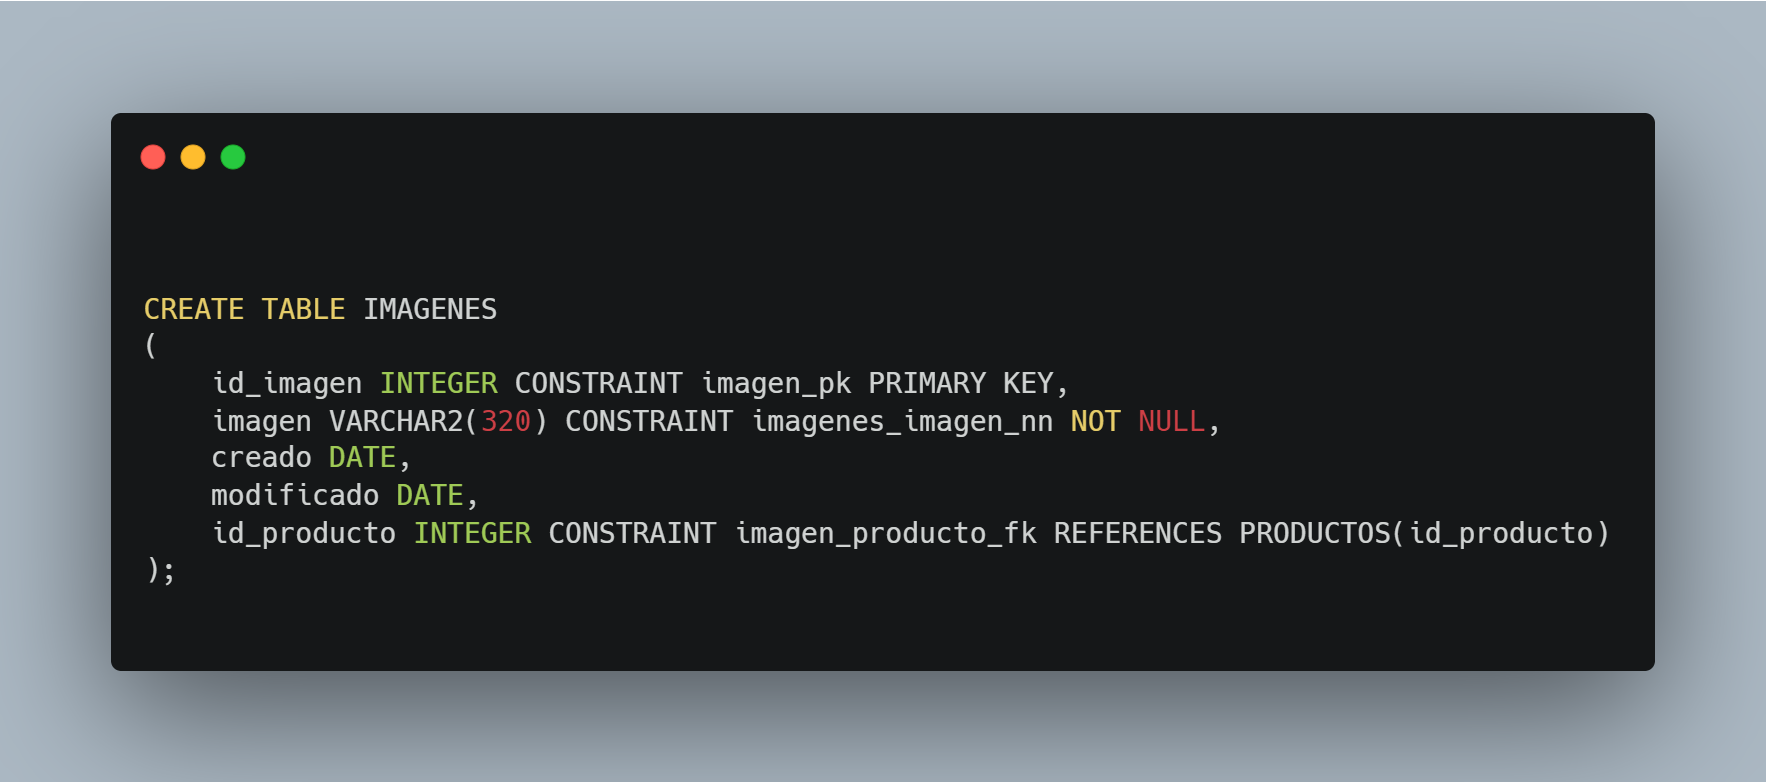 CREATE TABLE IMAGENES
(
    id_imagen INTEGER CONSTRAINT imagen_pk PRIMARY KEY,
    imagen VARCHAR2(320) CONSTRAINT imagenes_imagen_nn NOT NULL,
    creado DATE,
    modificado DATE,
    id_producto INTEGER CONSTRAINT imagen_producto_fk REFERENCES PRODUCTOS(id_producto)
);